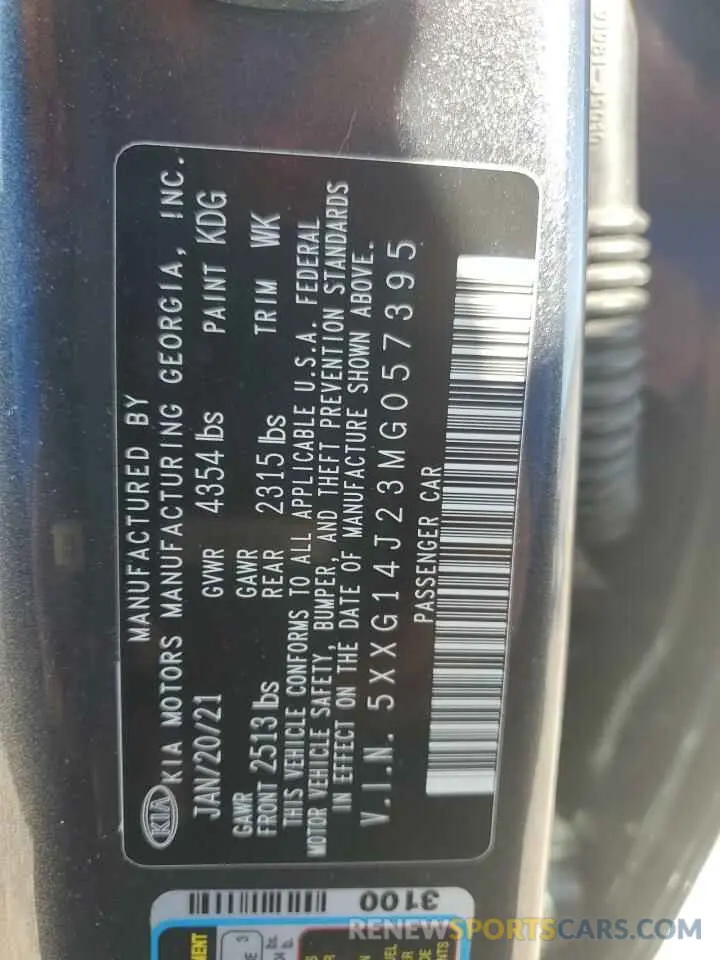 MANUFACTURED BY
KIA KIA MOTORS MANUFACTURING GEORGIA, INC.
JAN/20/21 GVWR 4354 lbs PAINT KDG
GAWR FRONT 2513 lbs GAWR REAR 2315 lbs TRIM WK
THIS VEHICLE CONFORMS TO ALL APPLICABLE U.S.A. FEDERAL
MOTOR VEHICLE SAFETY, BUMPER, AND THEFT PREVENTION STANDARDS
IN EFFECT ON THE DATE OF MANUFACTURE SHOWN ABOVE.
V.I.N. 5XXG14J23MG057395
PASSENGER CAR
3100
RENEWSPORTSCARS.COM